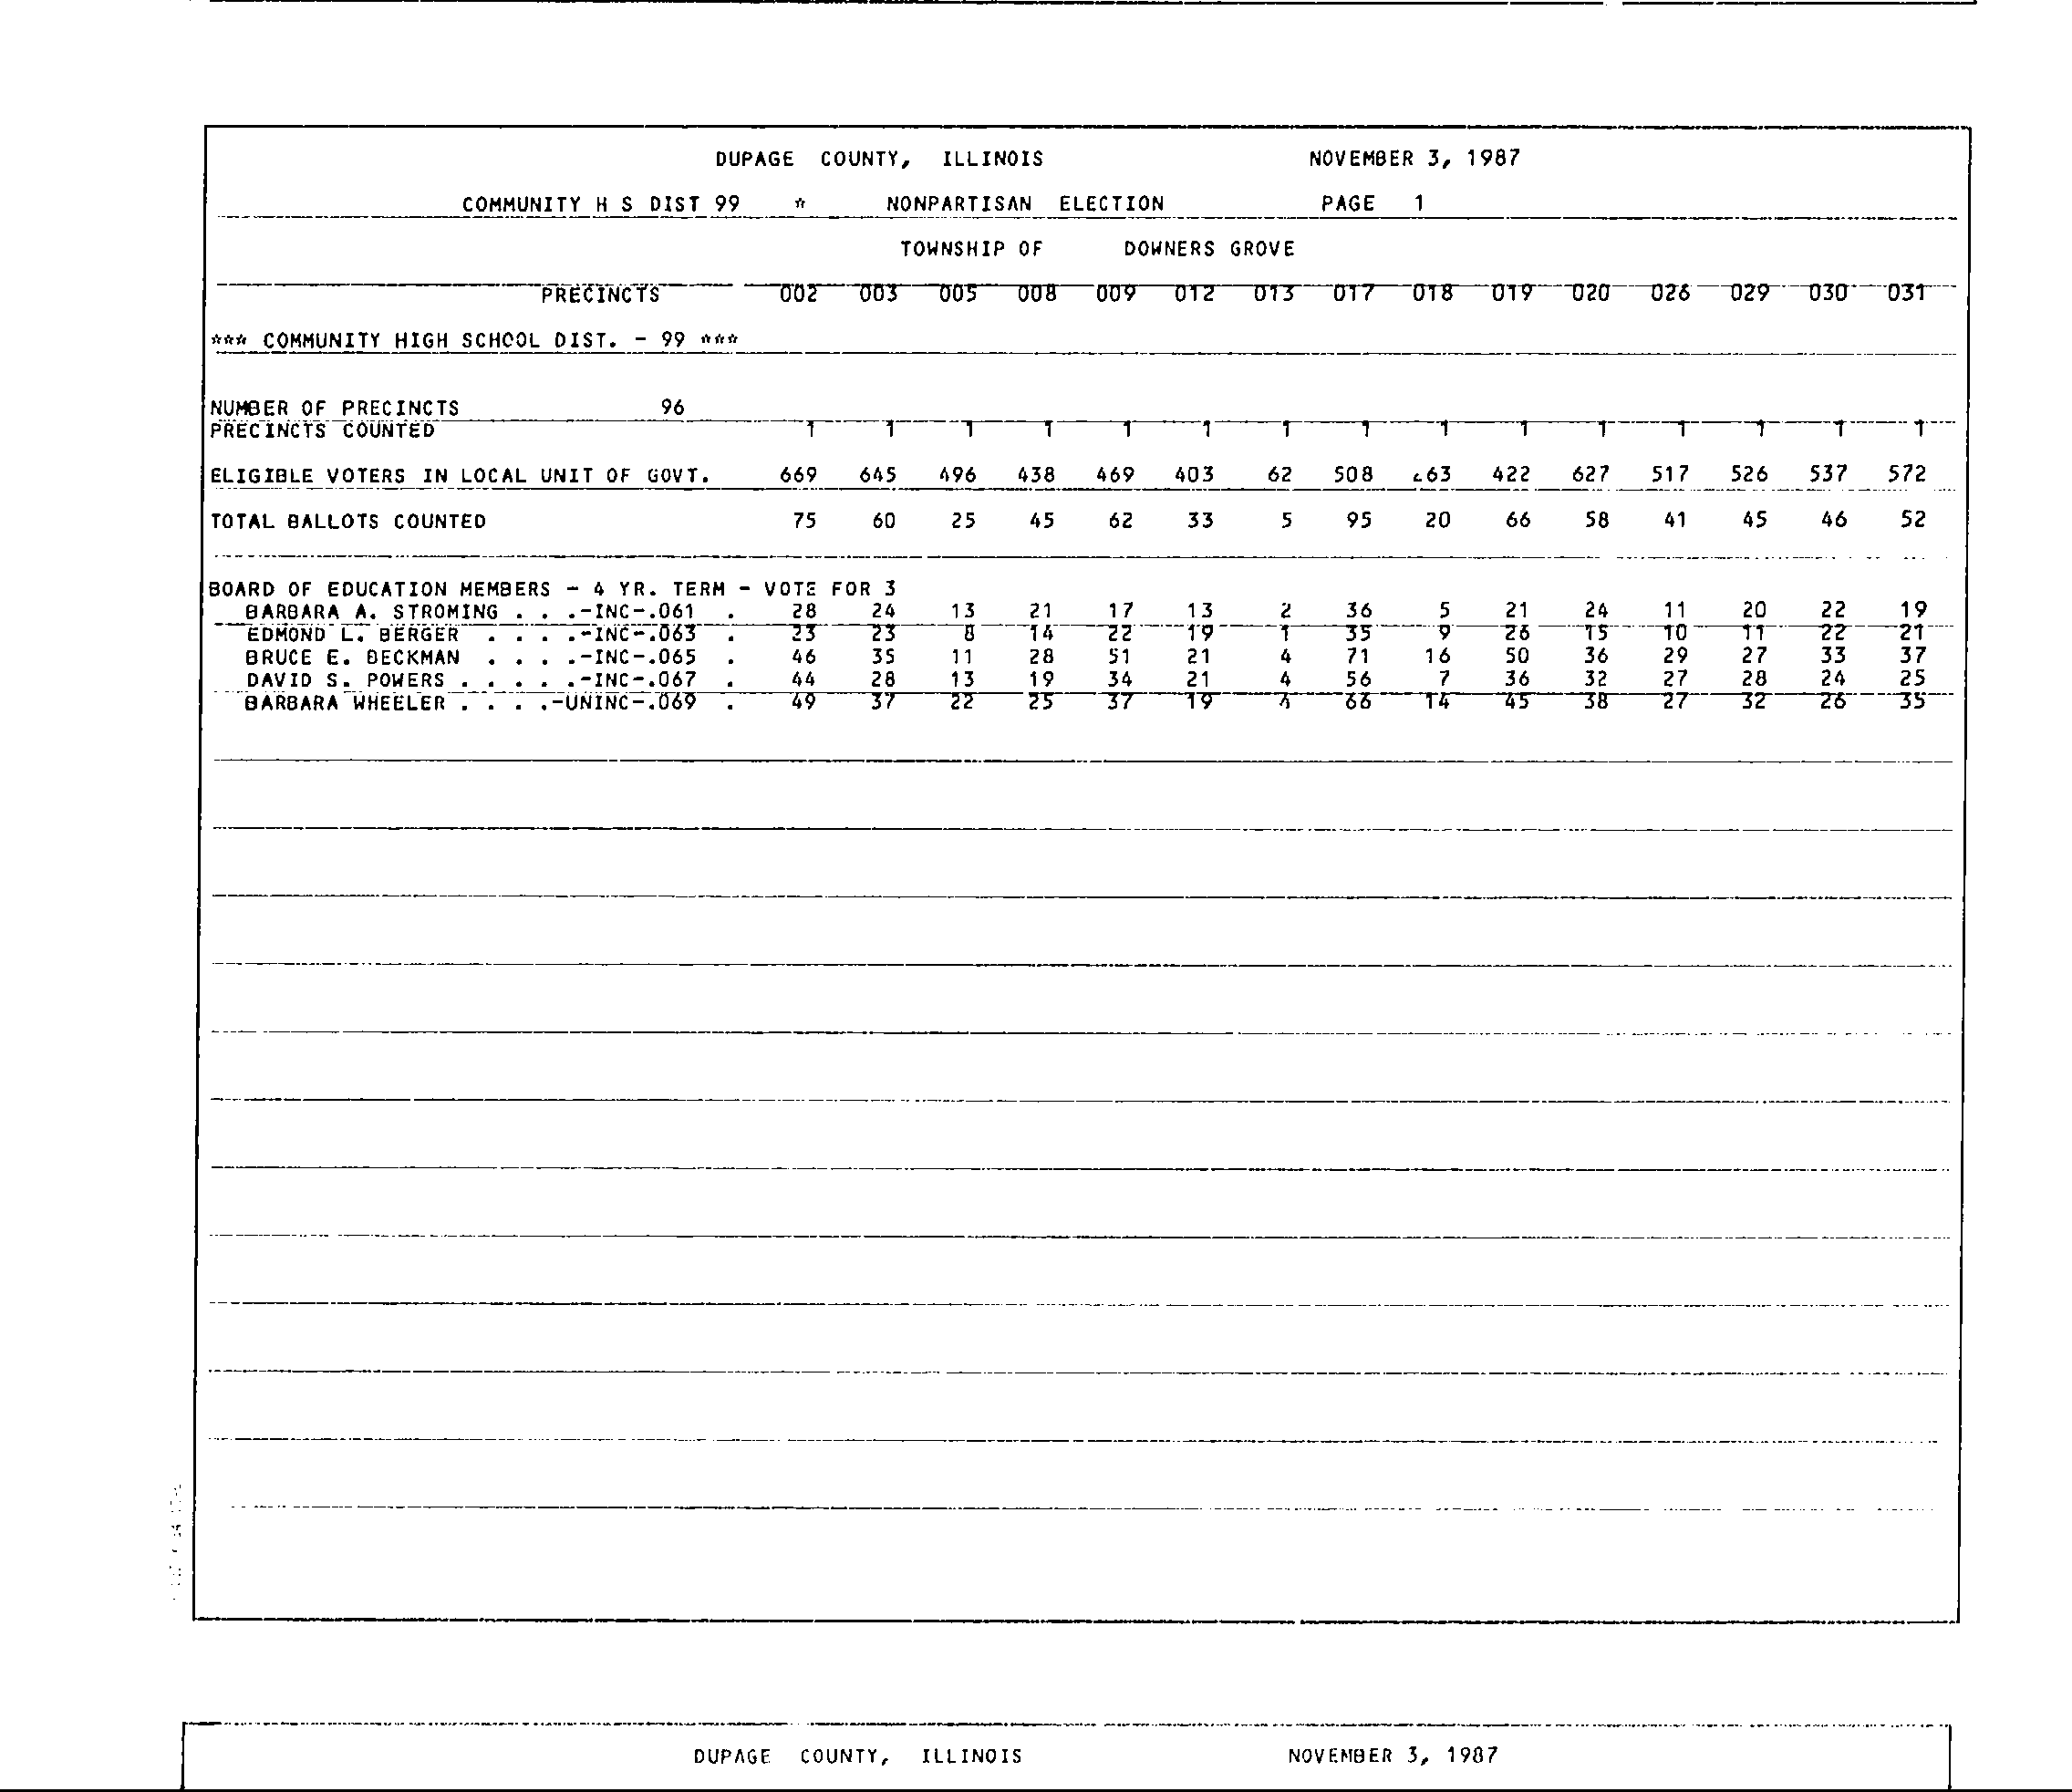 DUPAGE COUNTY, ILLINOIS NOVEMBER 3, 1987
COMMUNITY H S DIST 99 * NONPARTISAN ELECTION PAGE 1
TOWNSHIP OF DOWNERS GROVE
PRECINCTS 002 003 005 008 009 012 013 017 018 019 020 026 029 030 031
*** COMMUNITY HIGH SCHOOL DIST. - 99 ***
NUMBER OF PRECINCTS 96
PRECINCTS COUNTED 1 1 1 1 1 1 1 1 1 1 1 1 1 1 1
ELIGIBLE VOTERS IN LOCAL UNIT OF GOVT. 669 645 496 438 469 403 62 508 63 422 627 517 526 537 572
TOTAL BALLOTS COUNTED 75 60 25 45 62 33 5 95 20 66 58 41 45 46 52
BOARD OF EDUCATION MEMBERS - 4 YR. TERM - VOTE FOR 3
BARBARA A. STROMING . . .-INC-.061 . 28 24 13 21 17 13 2 36 5 21 24 11 20 22 19
EDMOND L. BERGER . . . .-INC-.063 . 23 23 8 14 22 19 1 35 9 26 15 10 11 22 21
BRUCE E. BECKMAN . . . .-INC-.065 . 46 35 11 28 51 21 4 71 16 50 36 29 27 33 37
DAVID S. POWERS . . . . .-INC-.067 . 44 28 13 19 34 21 4 56 7 36 32 27 28 24 25
BARBARA WHEELER . . . .-UNINC-.069 . 49 37 22 25 37 19 4 66 14 45 38 27 32 26 35
DUPAGE COUNTY, ILLINOIS NOVEMBER 3, 1987